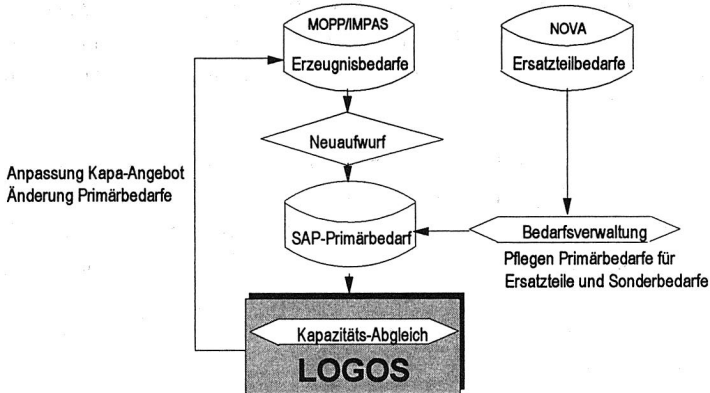 MOPP/IMPAS
Erzeugnisbedarfe
NOVA
Ersatzteilbedarfe
Neuaufwurf
Anpassung Kapa-Angebot
Änderung Primärbedarfe
SAP-Primärbedarf
Bedarfsverwaltung
Pflegen Primärbedarfe für
Ersatzteile und Sonderbedarfe
Kapazitäts-Abgleich
LOGOS